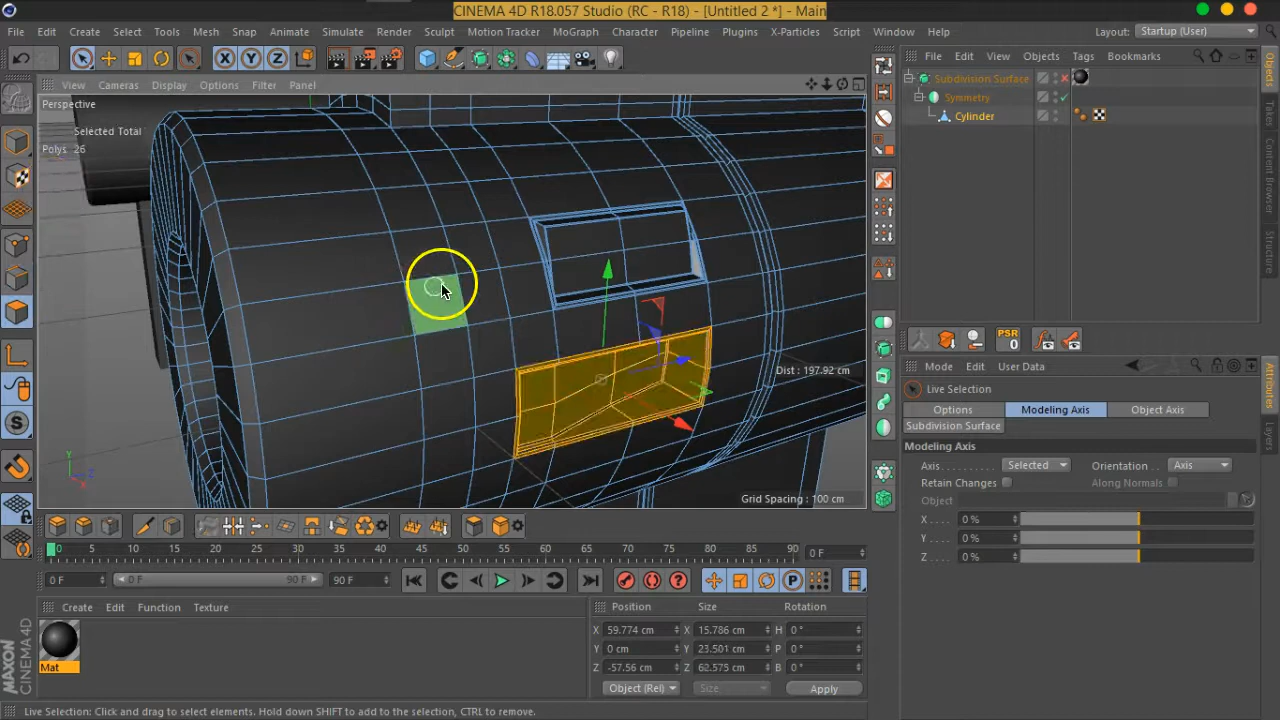 CINEMA 4D R18.057 Studio (RC - R18) - [Untitled 2 *] - Main
File Edit Create Select Tools Mesh Snap Animate Simulate Render Sculpt Motion Tracker MoGraph Character Pipeline Plugins X-Particles Script Window Help Layout: Startup (User)
X Y Z
File Edit View Objects Tags Bookmarks
View Cameras Display Options Filter Panel
Perspective
Selected Total
Polys 26
Subdivision Surface
Symmetry
Cylinder
Objects
Takes
Content Browser
Structure
Dist : 197.92 cm
Grid Spacing : 100 cm
PSR
0
Mode Edit User Data
Live Selection
Options Modeling Axis Object Axis
Subdivision Surface
Modeling Axis
Axis Selected Orientation Axis
Retain Changes Along Normals
Object
X 0 %
Y 0 %
Z 0 %
Attributes
Layers
0 5 10 15 20 25 30 35 40 45 50 55 60 65 70 75 80 85 90 0 F
0 F 0 F 90 F 90 F
Create Edit Function Texture
Mat
Position Size Rotation
X 59.774 cm X 15.786 cm H 0 °
Y 0 cm Y 23.501 cm P 0 °
Z -57.56 cm Z 62.575 cm B 0 °
Object (Rel) Size Apply
MAXON
CINEMA 4D
Live Selection: Click and drag to select elements. Hold down SHIFT to add to the selection, CTRL to remove.